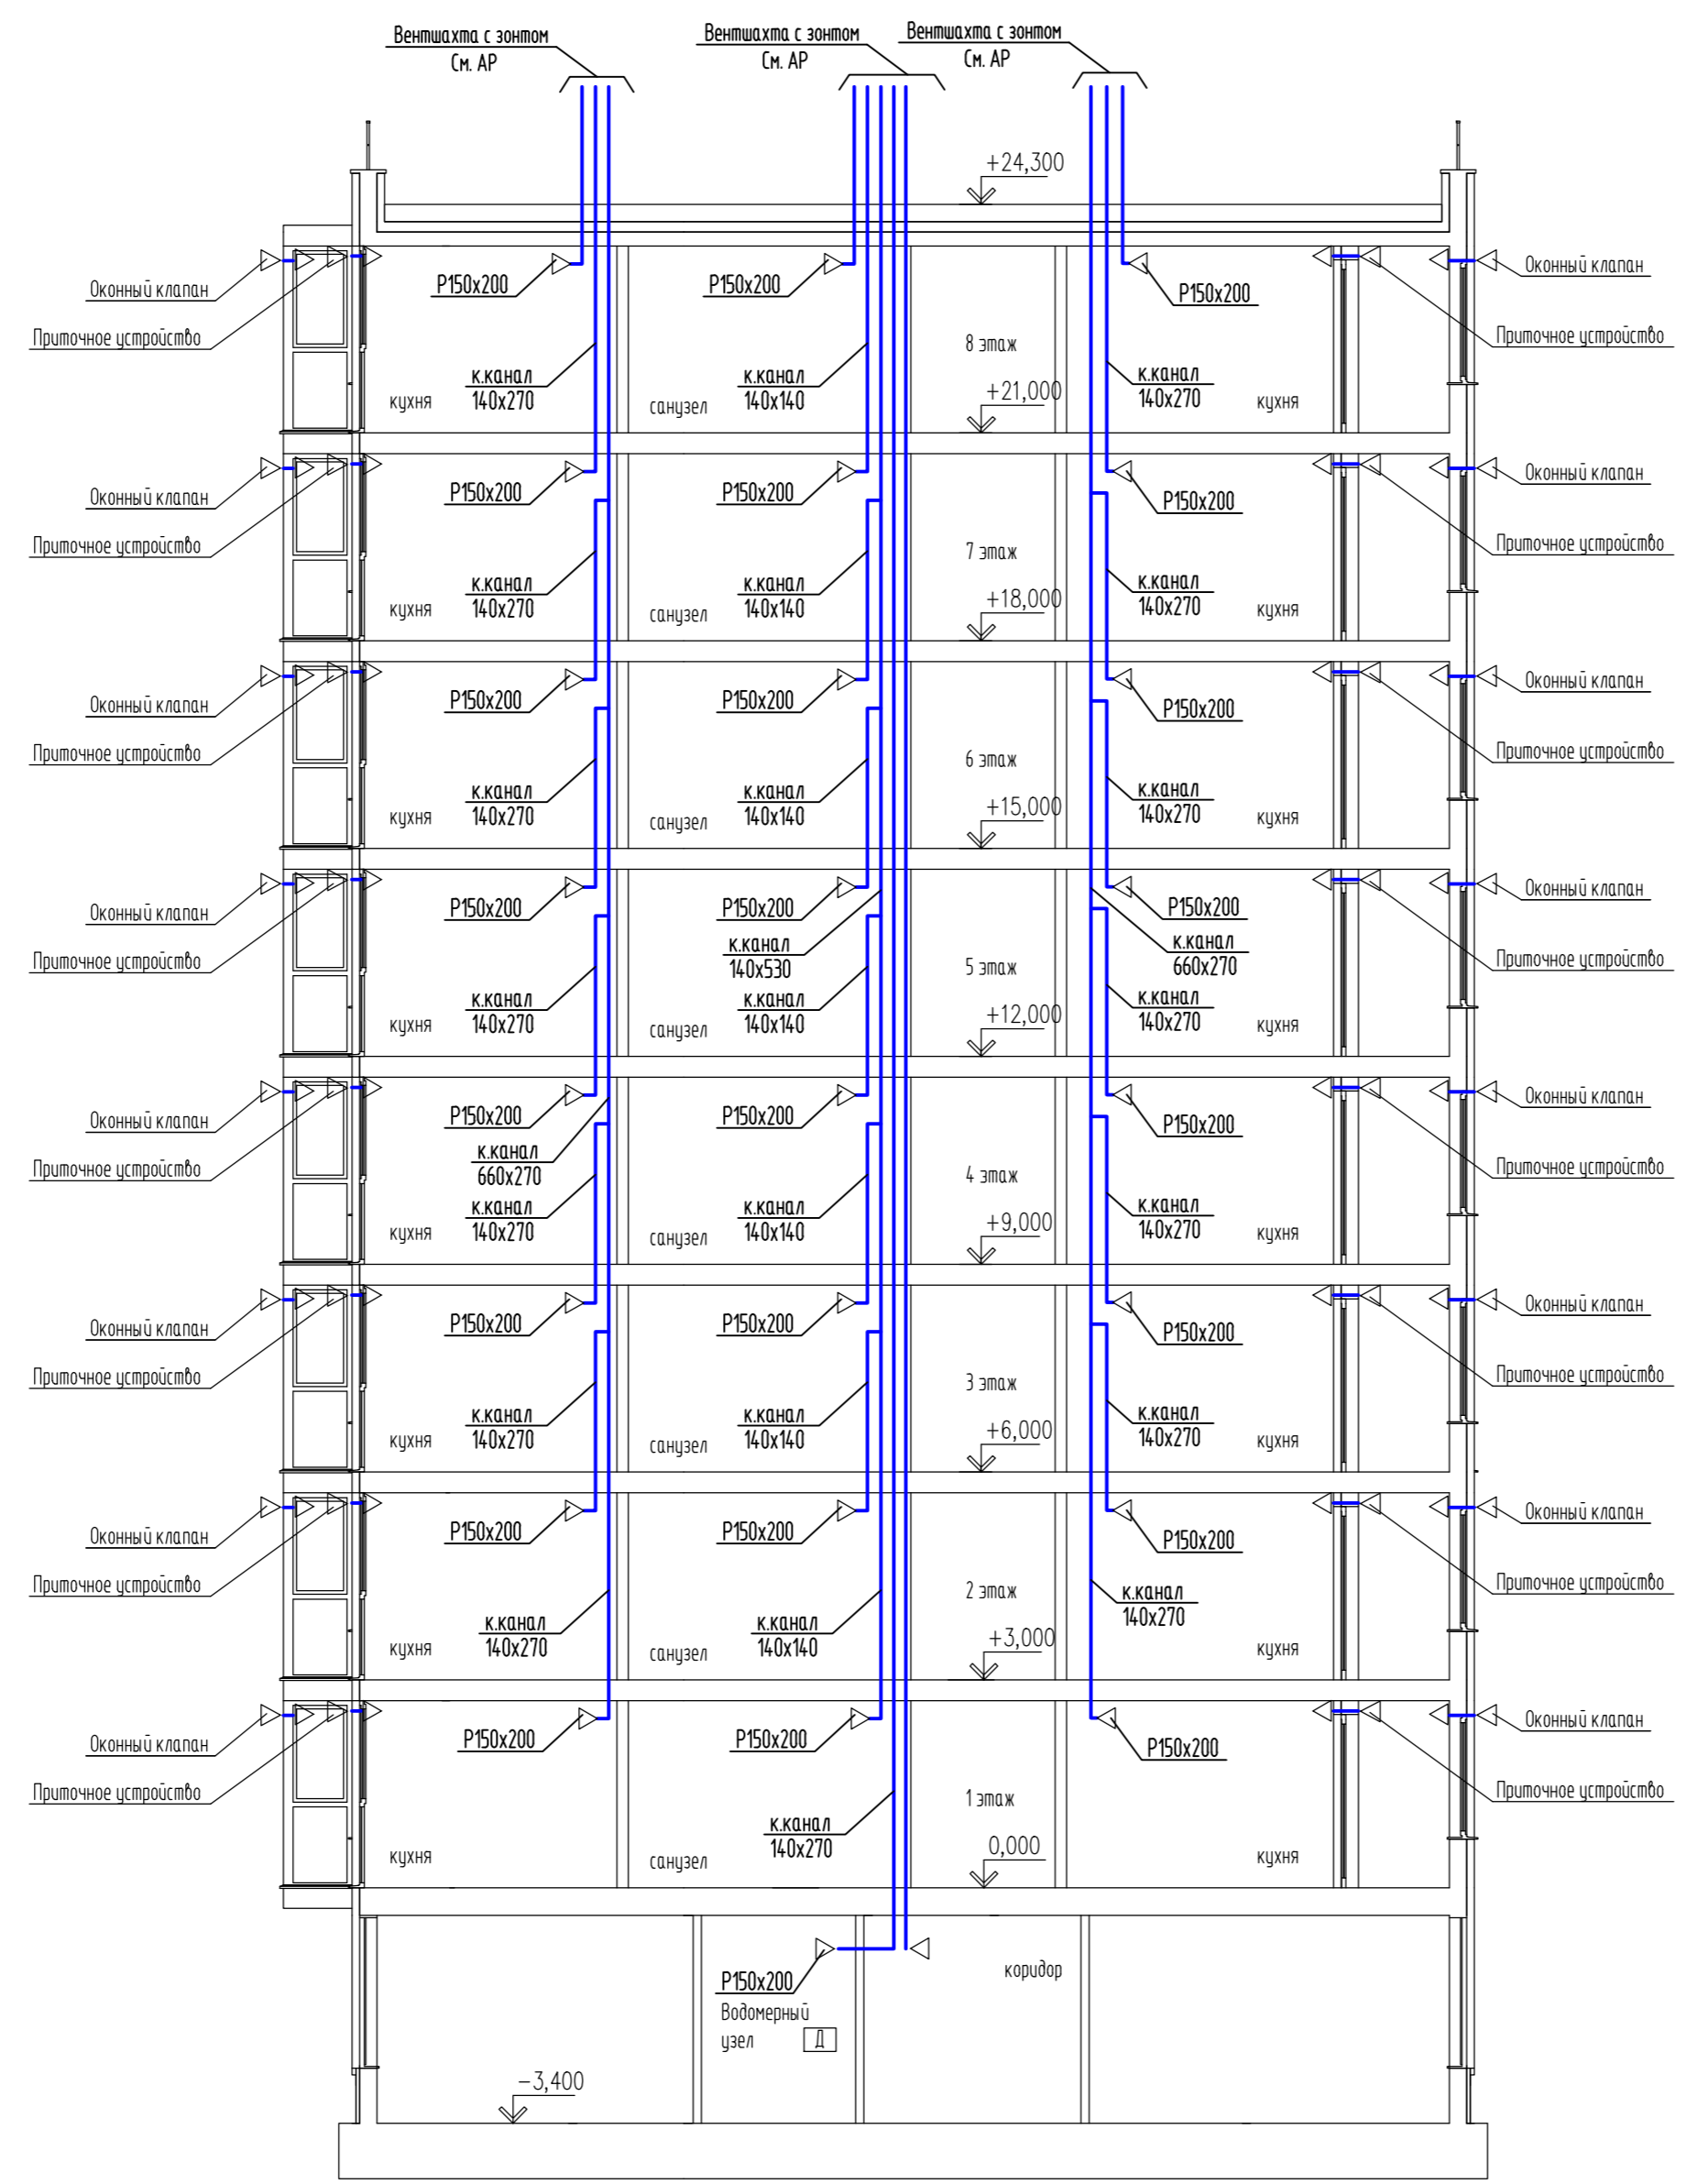 Вентшахта с зонтом
См. АР
Вентшахта с зонтом
См. АР
Вентшахта с зонтом
См. АР
+24,300
Оконный клапан
Приточное устройство
Р150х200
Р150х200
Р150х200
Оконный клапан
Приточное устройство
8 этаж
+21,000
кухня
к.канал
140х270
санузел
к.канал
140х140
к.канал
140х270
кухня
Оконный клапан
Приточное устройство
Р150х200
Р150х200
Р150х200
Оконный клапан
Приточное устройство
7 этаж
+18,000
кухня
к.канал
140х270
санузел
к.канал
140х140
к.канал
140х270
кухня
Оконный клапан
Приточное устройство
Р150х200
Р150х200
Р150х200
Оконный клапан
Приточное устройство
6 этаж
+15,000
кухня
к.канал
140х270
санузел
к.канал
140х140
к.канал
140х270
кухня
Оконный клапан
Приточное устройство
Р150х200
Р150х200
к.канал
140х530
Р150х200
к.канал
660х270
Оконный клапан
Приточное устройство
5 этаж
+12,000
кухня
к.канал
140х270
санузел
к.канал
140х140
к.канал
140х270
кухня
Оконный клапан
Приточное устройство
Р150х200
к.канал
660х270
Р150х200
Р150х200
Оконный клапан
Приточное устройство
4 этаж
+9,000
кухня
к.канал
140х270
санузел
к.канал
140х140
к.канал
140х270
кухня
Оконный клапан
Приточное устройство
Р150х200
Р150х200
Р150х200
Оконный клапан
Приточное устройство
3 этаж
+6,000
кухня
к.канал
140х270
санузел
к.канал
140х140
к.канал
140х270
кухня
Оконный клапан
Приточное устройство
Р150х200
Р150х200
Р150х200
Оконный клапан
Приточное устройство
2 этаж
+3,000
кухня
к.канал
140х270
санузел
к.канал
140х140
к.канал
140х270
кухня
Оконный клапан
Приточное устройство
Р150х200
Р150х200
Р150х200
Оконный клапан
Приточное устройство
1 этаж
0,000
кухня
санузел
к.канал
140х270
кухня
Р150х200
Водомерный
узел Д
коридор
-3,400